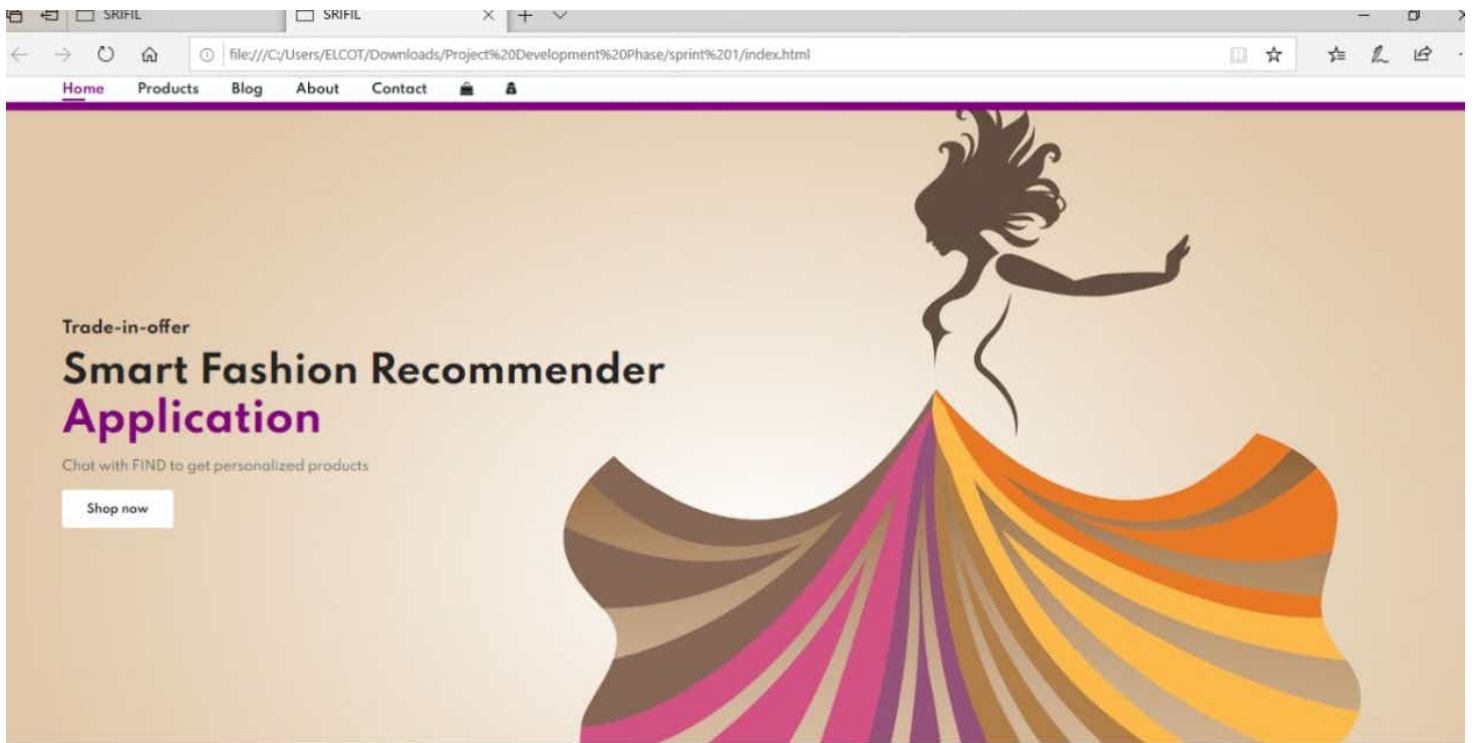 SRIFIL SRIFIL
file:///C:/Users/ELCOT/Downloads/Project%20Development%20Phase/sprint%201/index.html
Home Products Blog About Contact
Trade-in-offer
Smart Fashion Recommender
Application
Chat with FIND to get personalized products
Shop now